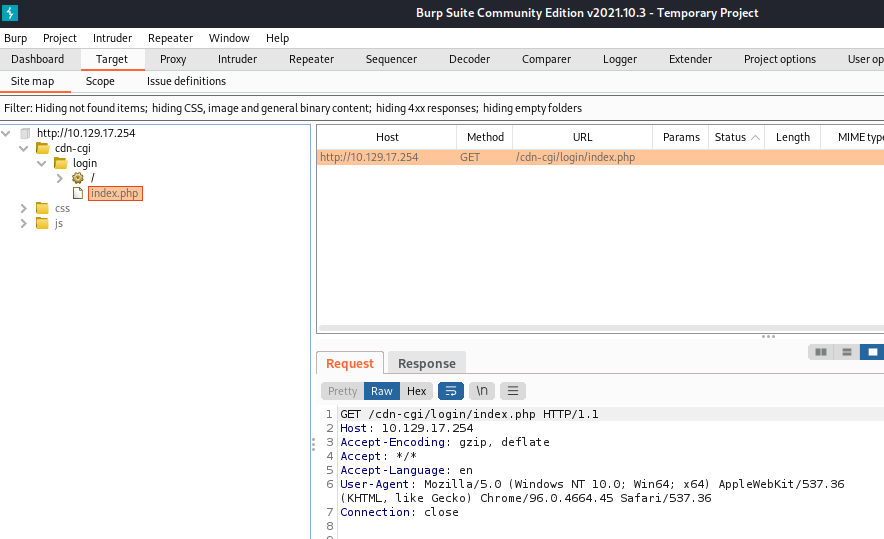 Burp Suite Community Edition v2021.10.3 - Temporary Project
Burp Project Intruder Repeater Window Help
Dashboard Target Proxy Intruder Repeater Sequencer Decoder Comparer Logger Extender Project options User op
Site map Scope Issue definitions
Filter: Hiding not found items; hiding CSS, image and general binary content; hiding 4xx responses; hiding empty folders
http://10.129.17.254
cdn-cgi
login
/
index.php
css
js
Host Method URL Params Status Length MIME type
http://10.129.17.254 GET /cdn-cgi/login/index.php
Request Response
Pretty Raw Hex \n
1 GET /cdn-cgi/login/index.php HTTP/1.1
2 Host: 10.129.17.254
3 Accept-Encoding: gzip, deflate
4 Accept: */*
5 Accept-Language: en
6 User-Agent: Mozilla/5.0 (Windows NT 10.0; Win64; x64) AppleWebKit/537.36
(KHTML, like Gecko) Chrome/96.0.4664.45 Safari/537.36
7 Connection: close
8